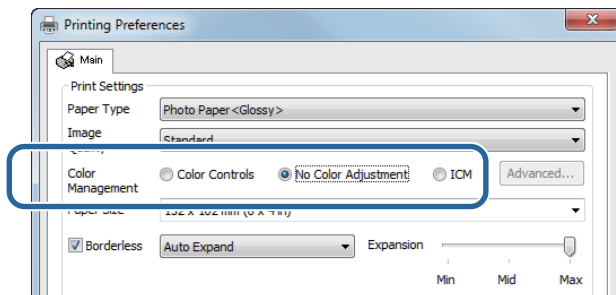 Printing Preferences
Main
Print Settings
Paper Type Photo Paper<Glossy>
Image
Quality Standard
Color
Management Color Controls No Color Adjustment ICM Advanced...
Paper Size 152 x 102 mm (6 x 4 in)
Borderless Auto Expand Expansion
Min Mid Max